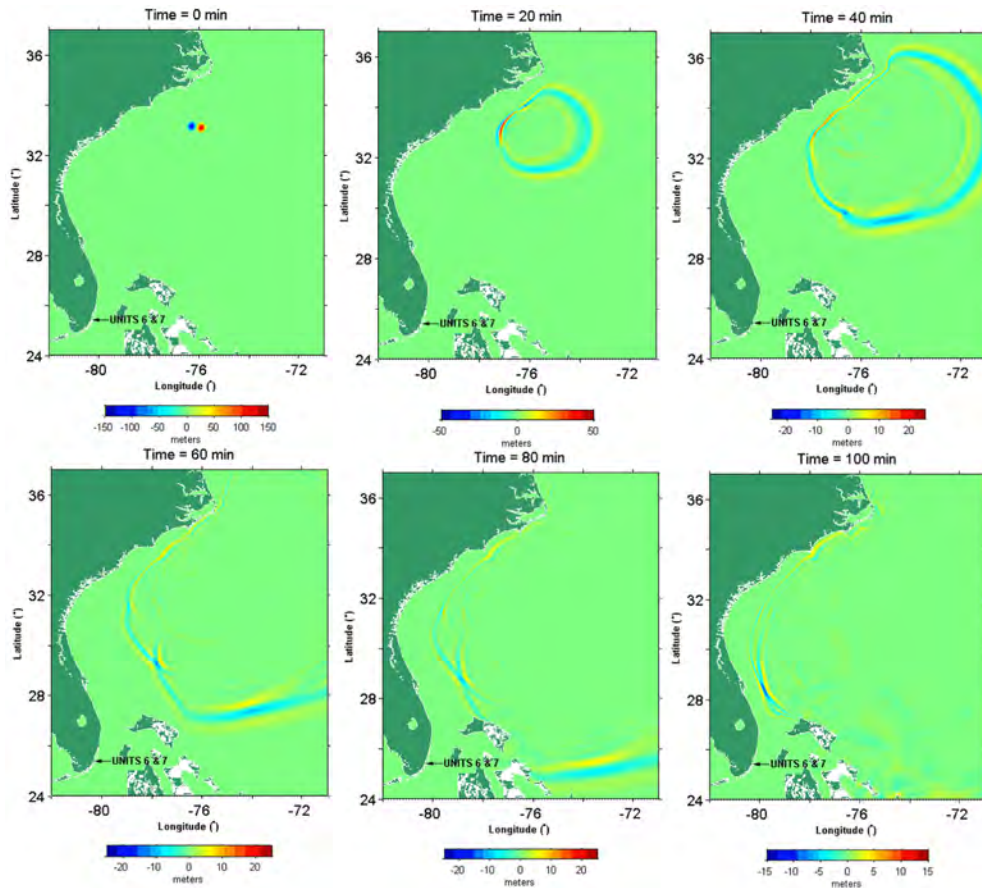 Time = 0 min
Time = 20 min
Time = 40 min
Latitude (°)
36
32
28
24
UNITS 6 & 7
-80
-76
-72
Longitude (°)
-150 -100 -50 0 50 100 150
meters
Latitude (°)
36
32
28
24
UNITS 6 & 7
-80
-76
-72
Longitude (°)
-50 0 50
meters
Latitude (°)
36
32
28
24
UNITS 6 & 7
-80
-76
-72
Longitude (°)
-20 -10 0 10 20
meters
Time = 60 min
Time = 80 min
Time = 100 min
Latitude (°)
36
32
28
24
UNITS 6 & 7
-80
-76
-72
Longitude (°)
-20 -10 0 10 20
meters
Latitude (°)
36
32
28
24
UNITS 6 & 7
-80
-76
-72
Longitude (°)
-20 -10 0 10 20
meters
Latitude (°)
36
32
28
24
UNITS 6 & 7
-80
-76
-72
Longitude (°)
-15 -10 -5 0 5 10 15
meters